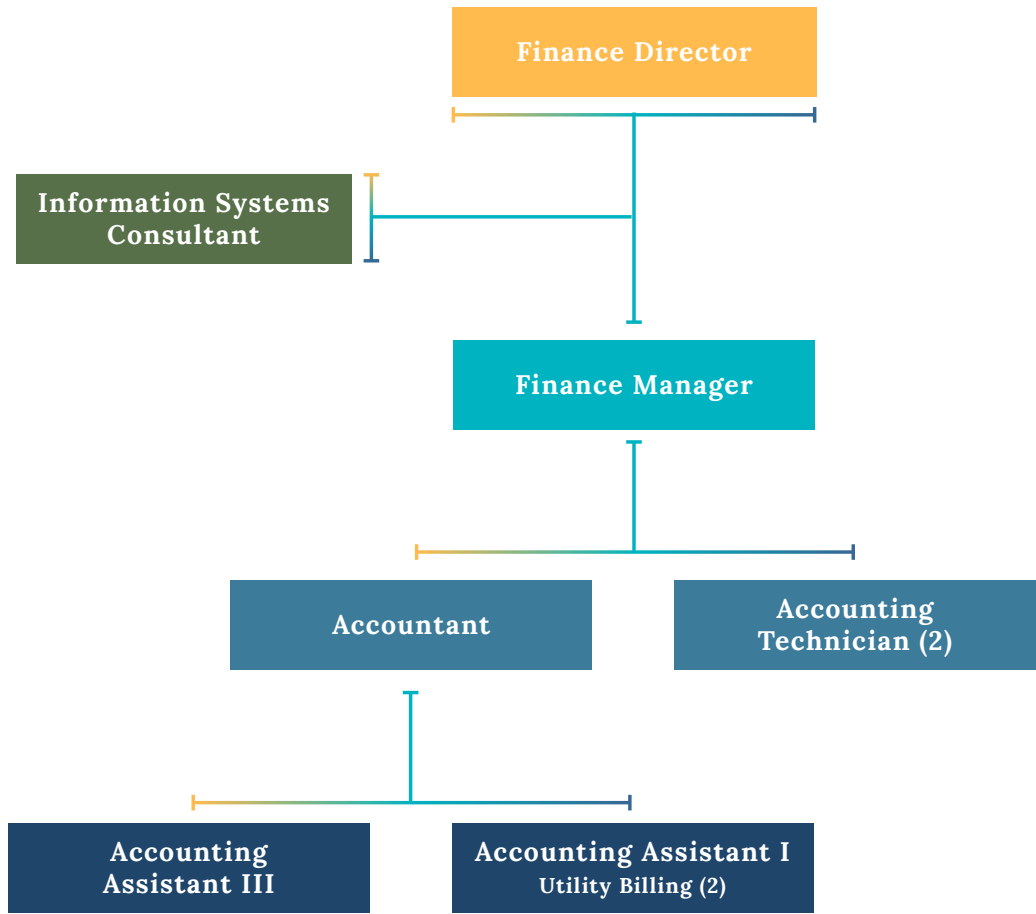 Finance Director
Information Systems
Consultant
Finance Manager
Accountant
Accounting
Technician (2)
Accounting
Assistant III
Accounting Assistant I
Utility Billing (2)